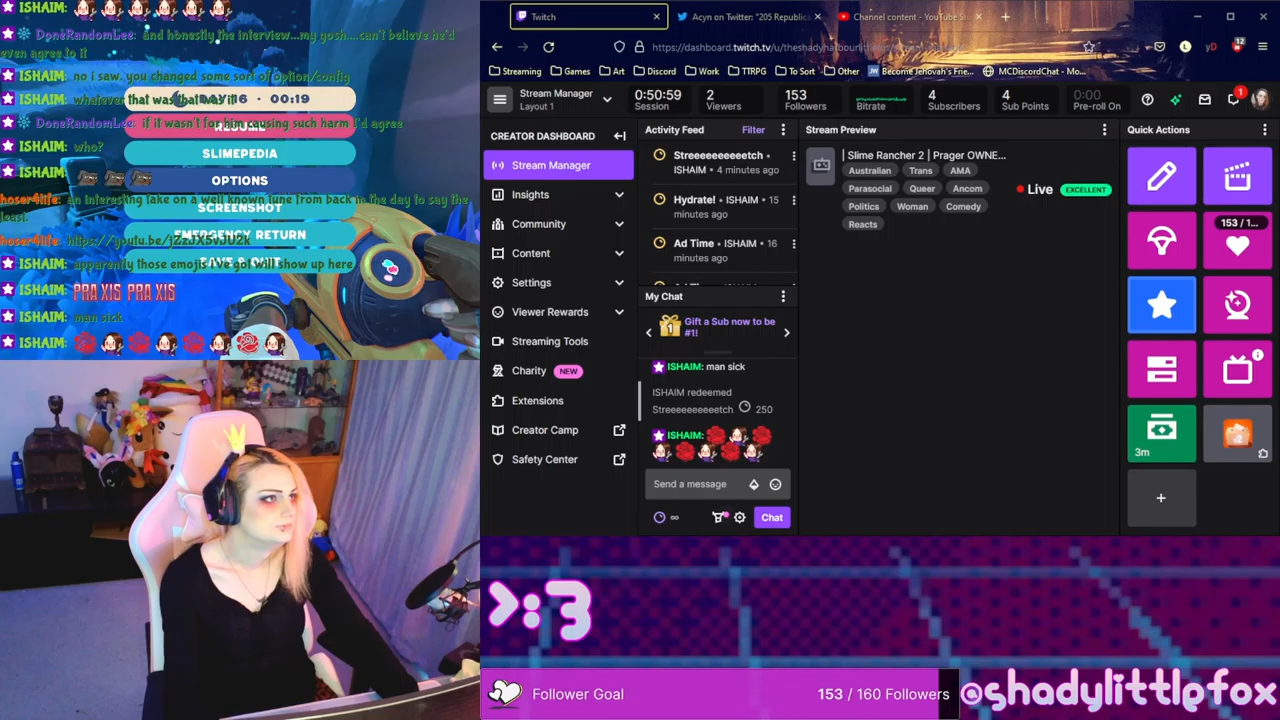 ISHAIM:
DoneRandomLee: and honestly the interview...my gosh....can't believe he'd
even agree to it
ISHAIM: no i saw. you changed some sort of option/config
ISHAIM: whatever that was that was it
DAY 16 · 00:19
DoneRandomLee: if it wasn't for him causing such harm I'd agree
RESUME
ISHAIM: who?
SLIMEPEDIA
ISHAIM:
OPTIONS
hoser4life: an interesting take on a well known tune from back in the day to say the
least.
SCREENSHOT
EMERGENCY RETURN
hoser4life: https://youtu.be/jZzJX5vJU2k
ISHAIM: apparently those emojis i've got will show up here
SAVE & QUIT
ISHAIM: PRAXIS PRAXIS
ISHAIM: man sick
ISHAIM:
Twitch
Acyn on Twitter: "205 Republica
Channel content - YouTube St
https://dashboard.twitch.tv/u/theshadyharbourlittlefox/stream-manager
12
Streaming
Games
Art
Discord
Work
TTRPG
To Sort
Other
Become Jehovah's Frie...
MCDiscordChat - Mo...
Stream Manager
Layout 1
0:50:59
Session
2
Viewers
153
Followers
Bitrate
4
Subscribers
4
Sub Points
0:00
Pre-roll On
1
CREATOR DASHBOARD
Stream Manager
Insights
Community
Content
Settings
Viewer Rewards
Streaming Tools
Charity NEW
Extensions
Creator Camp
Safety Center
Activity Feed Filter
Streeeeeeeeetch •
ISHAIM • 4 minutes ago
Hydrate! • ISHAIM • 15
minutes ago
Ad Time • ISHAIM • 16
minutes ago
My Chat
Gift a Sub now to be
#1!
ISHAIM: man sick
ISHAIM redeemed
Streeeeeeeeetch 250
ISHAIM:
Send a message
∞
Chat
Stream Preview
| Slime Rancher 2 | Prager OWNE...
Australian
Trans
AMA
Parasocial
Queer
Ancom
Politics
Woman
Comedy
Reacts
Live
EXCELLENT
Quick Actions
153 / 1...
3m
+
>:3
Follower Goal
153 / 160 Followers
@shadylittlefox